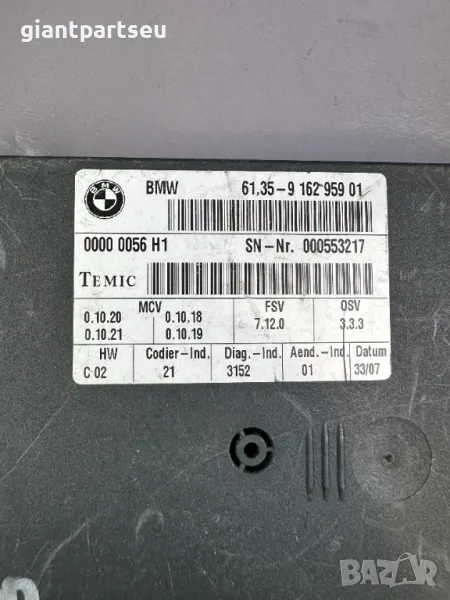 giantpartseu
BMW
BMW 61.35-9 162 959 01
0000 0056 H1 SN-Nr. 000553217
TEMIC
MCV FSV OSV
0.10.20 0.10.18 7.12.0 3.3.3
0.10.21 0.10.19
HW Codier-Ind. Diag.-Ind. Aend.-Ind. Datum
C 02 21 3152 01 33/07
BAZAR